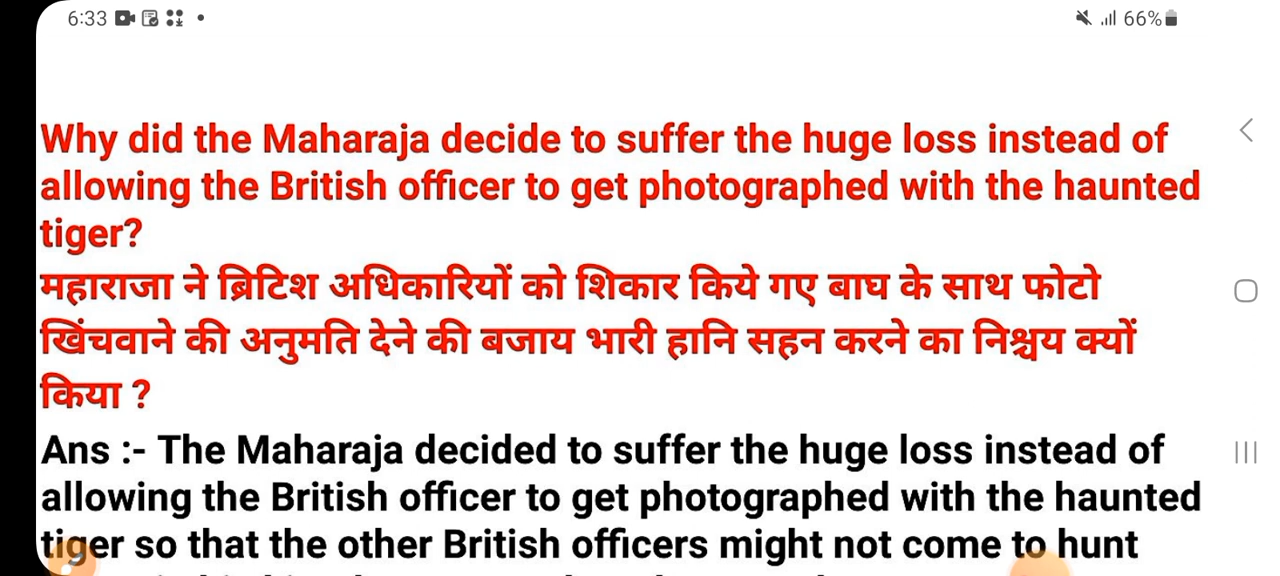 6:33
66%
Why did the Maharaja decide to suffer the huge loss instead of
allowing the British officer to get photographed with the haunted
tiger?
महाराजा ने ब्रिटिश अधिकारियों को शिकार किये गए बाघ के साथ फोटो
खिंचवाने की अनुमति देने की बजाय भारी हानि सहन करने का निश्चय क्यों
किया ?
Ans :- The Maharaja decided to suffer the huge loss instead of
allowing the British officer to get photographed with the haunted
tiger so that the other British officers might not come to hunt